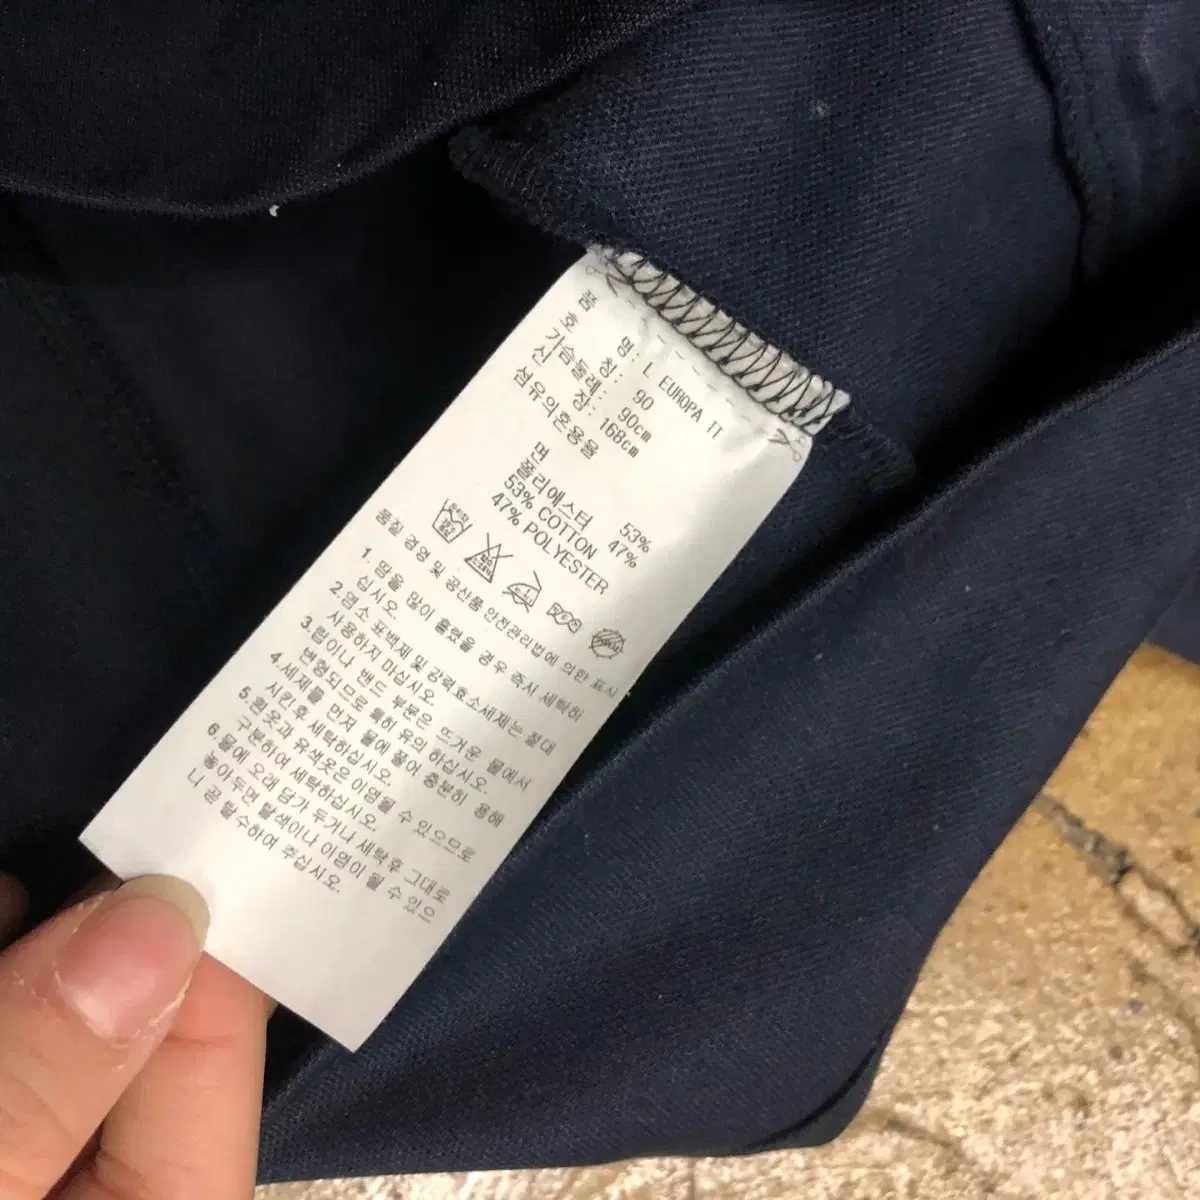 품 명: L EUROPA II
호 칭: 90
가슴둘레: 90cm
신 장: 168cm
섬유의혼용율
면 53%
폴리에스터 47%
53% COTTON
47% POLYESTER
품질 경영 및 공산품 안전관리법에 의한 표시
1. 땀을 많이 흘렸을 경우 즉시 세탁하
십시오.
2. 염소 표백제 및 강력효소세제는 절대
사용하지 마십시오.
3. 립이나 밴드 부분은 뜨거운 물에서
변형되므로 특히 유의 하십시오.
4. 세제를 먼저 물에 풀어 충분히 용해
시킨후 세탁하십시오.
5. 흰옷과 유색옷은 이염될 수 있으므로
구분하여 세탁하십시오.
6. 물에 오래 담가 두거나 세탁후 그대로
놓아두면 탈색이나 이염이 될 수 있으
니 곧 탈수하여 주십시오.